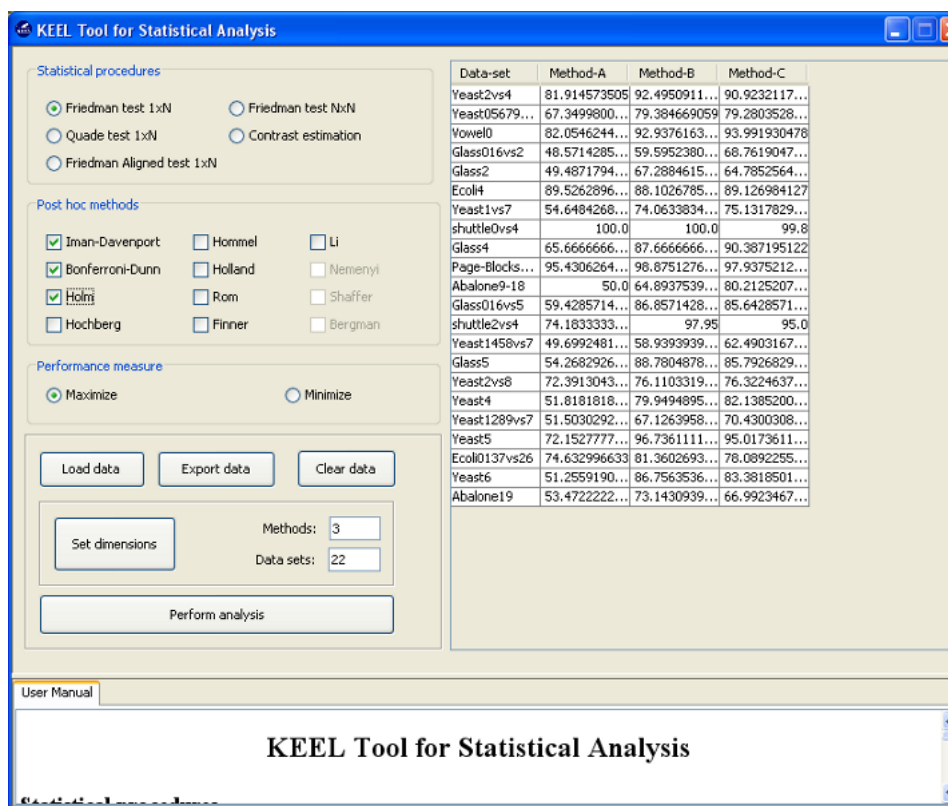 KEEL Tool for Statistical Analysis
Statistical procedures
Friedman test 1xN Friedman test NxN
Quade test 1xN Contrast estimation
Friedman Aligned test 1xN
Post hoc methods
Iman-Davenport Hommel Li
Bonferroni-Dunn Holland Nemenyi
Holm Rom Shaffer
Hochberg Finner Bergman
Performance measure
Maximize Minimize
Load data Export data Clear data
Set dimensions
Methods: 3
Data sets: 22
Perform analysis
Data-set Method-A Method-B Method-C
Yeast2vs4 81.914573505 92.4950911... 90.9232117...
Yeast05679... 67.3499800... 79.384669059 79.2803528...
Vowel0 82.0546244... 92.9376163... 93.991930478
Glass016vs2 48.5714285... 59.5952380... 68.7619047...
Glass2 49.4871794... 67.2884615... 64.7852564...
Ecoli4 89.5262896... 88.1026785... 89.126984127
Yeast1vs7 54.6484268... 74.0633834... 75.1317829...
shuttle0vs4 100.0 100.0 99.8
Glass4 65.6666666... 87.6666666... 90.387195122
Page-Blocks... 95.4306264... 98.8751276... 97.9375212...
Abalone9-18 50.0 64.8937539... 80.2125207...
Glass016vs5 59.4285714... 86.8571428... 85.6428571...
shuttle2vs4 74.1833333... 97.95 95.0
Yeast1458vs7 49.6992481... 58.9393939... 62.4903167...
Glass5 54.2682926... 88.7804878... 85.7926829...
Yeast2vs8 72.3913043... 76.1103319... 76.3224637...
Yeast4 51.8181818... 79.9494895... 82.1385200...
Yeast1289vs7 51.5030292... 67.1263958... 70.4300308...
Yeast5 72.1527777... 96.7361111... 95.0173611...
Ecoli0137vs26 74.632996633 81.3602693... 78.0892255...
Yeast6 51.2559190... 86.7563536... 83.3818501...
Abalone19 53.4722222... 73.1430939... 66.9923467...
User Manual
KEEL Tool for Statistical Analysis
Statistical procedures